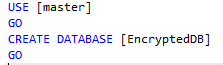 USE [master]
GO
CREATE DATABASE [EncryptedDB]
GO